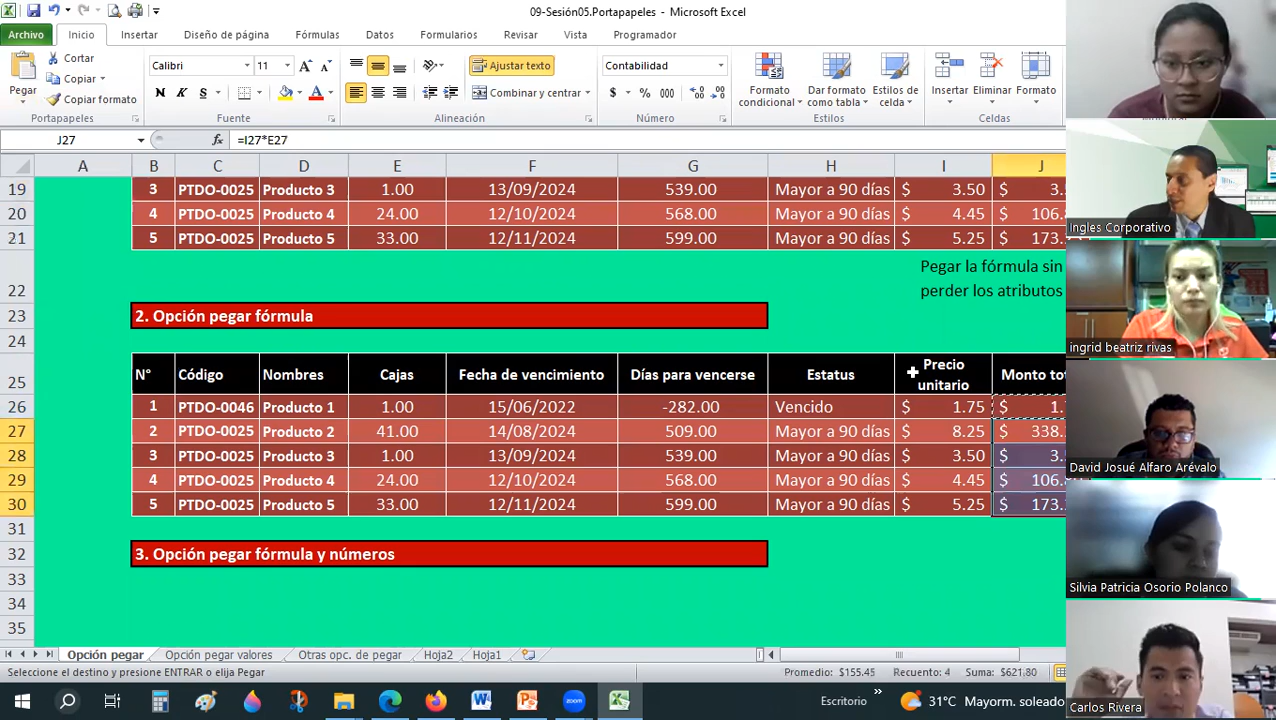 09-Sesión05.Portapapeles - Microsoft Excel
Archivo Inicio Insertar Diseño de página Fórmulas Datos Formularios Revisar Vista Programador
Pegar Cortar Copiar Copiar formato
Calibri 11 N K S
Ajustar texto
Combinar y centrar
Contabilidad
$ % 000
Formato condicional
Dar formato como tabla
Estilos de celda
Insertar Eliminar Formato
Portapapeles Fuente Alineación Número Estilos Celdas
J27 fx =I27*E27
A B C D E F G H I J
19 3 PTDO-0025 Producto 3 1.00 13/09/2024 539.00 Mayor a 90 días $ 3.50 $
20 4 PTDO-0025 Producto 4 24.00 12/10/2024 568.00 Mayor a 90 días $ 4.45 $
21 5 PTDO-0025 Producto 5 33.00 12/11/2024 599.00 Mayor a 90 días $ 5.25 $
22 Pegar la fórmula sin
perder los atributos
23 2. Opción pegar fórmula
24
25 N° Código Nombres Cajas Fecha de vencimiento Días para vencerse Estatus Precio unitario Monto
26 1 PTDO-0046 Producto 1 1.00 15/06/2022 -282.00 Vencido $ 1.75 $
27 2 PTDO-0025 Producto 2 41.00 14/08/2024 509.00 Mayor a 90 días $ 8.25 $
28 3 PTDO-0025 Producto 3 1.00 13/09/2024 539.00 Mayor a 90 días $ 3.50 $
29 4 PTDO-0025 Producto 4 24.00 12/10/2024 568.00 Mayor a 90 días $ 4.45 $
30 5 PTDO-0025 Producto 5 33.00 12/11/2024 599.00 Mayor a 90 días $ 5.25 $
31
32 3. Opción pegar fórmula y números
33
34
35
Opción pegar Opción pegar valores Otras opc. de pegar Hoja2 Hoja1
Seleccione el destino y presione ENTRAR o elija Pegar Promedio: $155.45 Recuento: 4 Suma: $621.80
Escritorio » 31°C Mayorm. soleado
Ingles Corporativo
ingrid beatriz rivas
David Josué Alfaro Arévalo
Silvia Patricia Osorio Polanco
Carlos Rivera